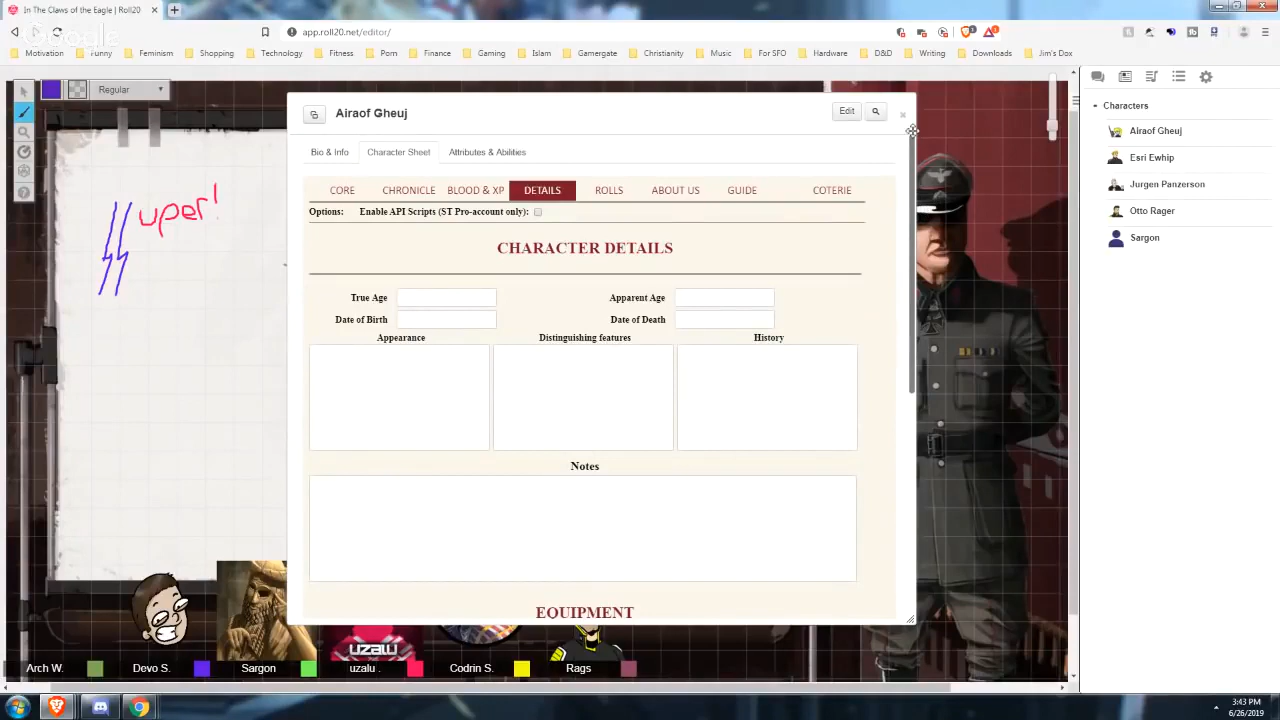 In The Claws of the Eagle | Roll20
app.roll20.net/editor/
Motivation Funny Feminism Shopping Technology Fitness Porn Finance Gaming Islam Gamergate Christianity Music For SFO Hardware D&D Writing Downloads Jim's Dox
Regular
uperl
Airaof Gheuj
Edit
Bio & Info Character Sheet Attributes & Abilities
CORE CHRONICLE BLOOD & XP DETAILS ROLLS ABOUT US GUIDE COTERIE
Options: Enable API Scripts (ST Pro-account only):
CHARACTER DETAILS
True Age Apparent Age
Date of Birth Date of Death
Appearance Distinguishing features History
Notes
EQUIPMENT
Characters
Airaof Gheuj
Esri Ewhip
Jurgen Panzerson
Otto Rager
Sargon
UZALU
Arch W. Devo S. Sargon uzalu . Codrin S. Rags
3:43 PM
6/26/2019